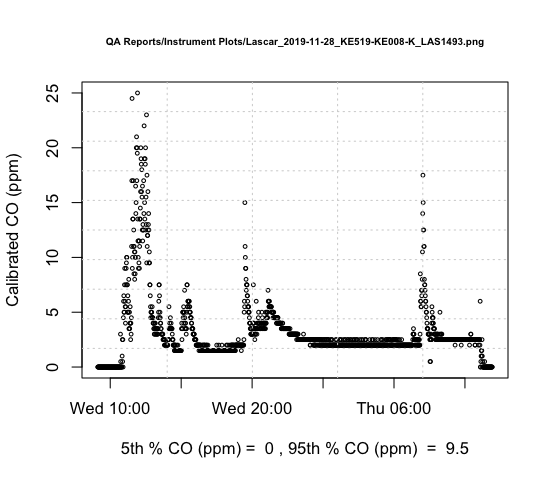 QA Reports/Instrument Plots/Lascar_2019-11-28_KE519-KE008-K_LAS1493.png
25
20
15
10
5
0
Calibrated CO (ppm)
Wed 10:00 Wed 20:00 Thu 06:00
5th % CO (ppm) = 0 , 95th % CO (ppm) = 9.5